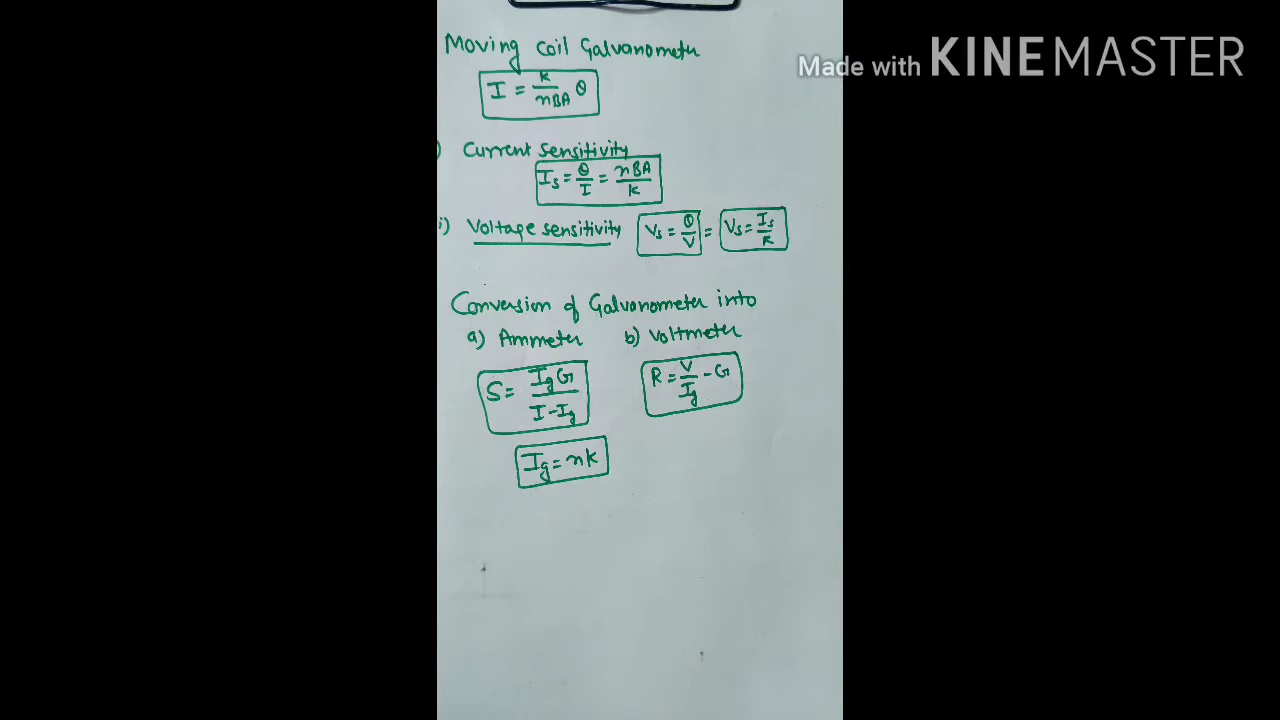 Moving coil Galvanometer
I = k/nBA θ
) Current sensitivity
Is = θ/I = nBA/k
i) Voltage sensitivity Vs = θ/V = Vs = Is/R
Conversion of Galvanometer into
a) Ammeter b) Voltmeter
S = IgG/I-Ig R = V/Ig - G
Ig = nk
Made with KINEMASTER